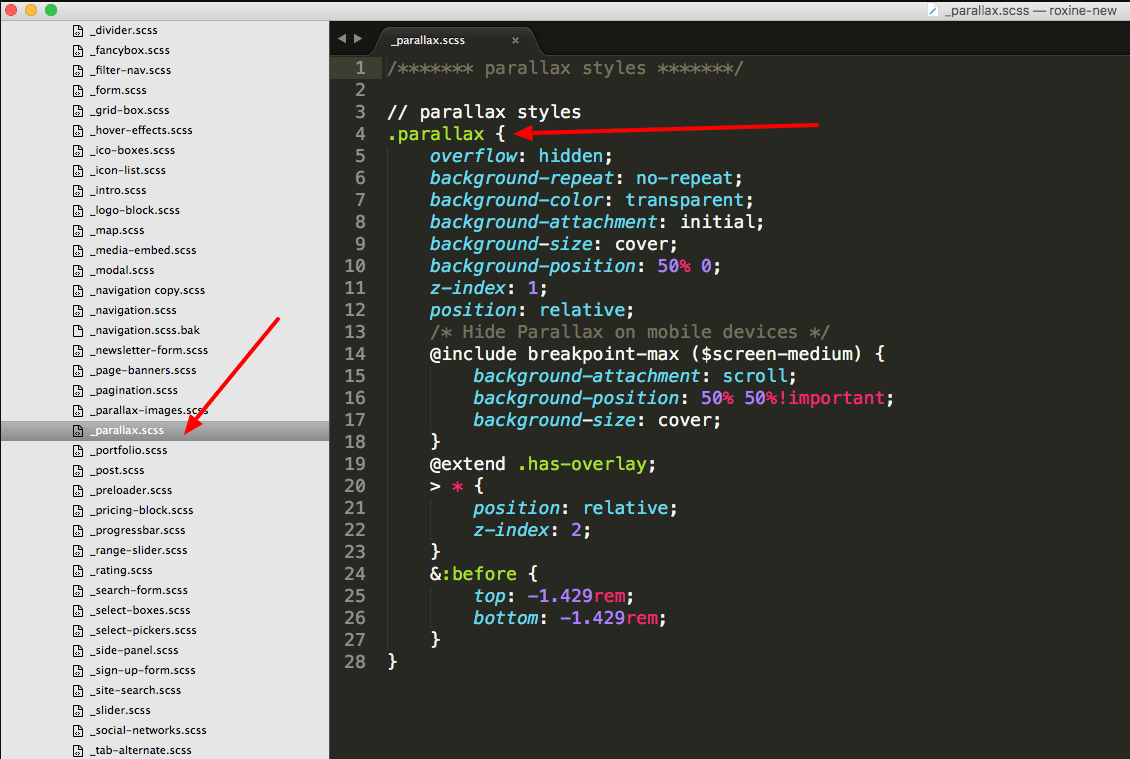 _parallax.scss — roxine-new
_divider.scss
_fancybox.scss
_filter-nav.scss
_form.scss
_grid-box.scss
_hover-effects.scss
_ico-boxes.scss
_icon-list.scss
_intro.scss
_logo-block.scss
_map.scss
_media-embed.scss
_modal.scss
_navigation copy.scss
_navigation.scss
_navigation.scss.bak
_newsletter-form.scss
_page-banners.scss
_pagination.scss
_parallax-images.scss
_parallax.scss
_portfolio.scss
_post.scss
_preloader.scss
_pricing-block.scss
_progressbar.scss
_range-slider.scss
_rating.scss
_search-form.scss
_select-boxes.scss
_select-pickers.scss
_side-panel.scss
_sign-up-form.scss
_site-search.scss
_slider.scss
_social-networks.scss
_tab-alternate.scss
_parallax.scss ×
1 /******* parallax styles *******/
2
3 // parallax styles
4 .parallax {
5 overflow: hidden;
6 background-repeat: no-repeat;
7 background-color: transparent;
8 background-attachment: initial;
9 background-size: cover;
10 background-position: 50% 0;
11 z-index: 1;
12 position: relative;
13 /* Hide Parallax on mobile devices */
14 @include breakpoint-max ($screen-medium) {
15 background-attachment: scroll;
16 background-position: 50% 50%!important;
17 background-size: cover;
18 }
19 @extend .has-overlay;
20 > * {
21 position: relative;
22 z-index: 2;
23 }
24 &:before {
25 top: -1.429rem;
26 bottom: -1.429rem;
27 }
28 }